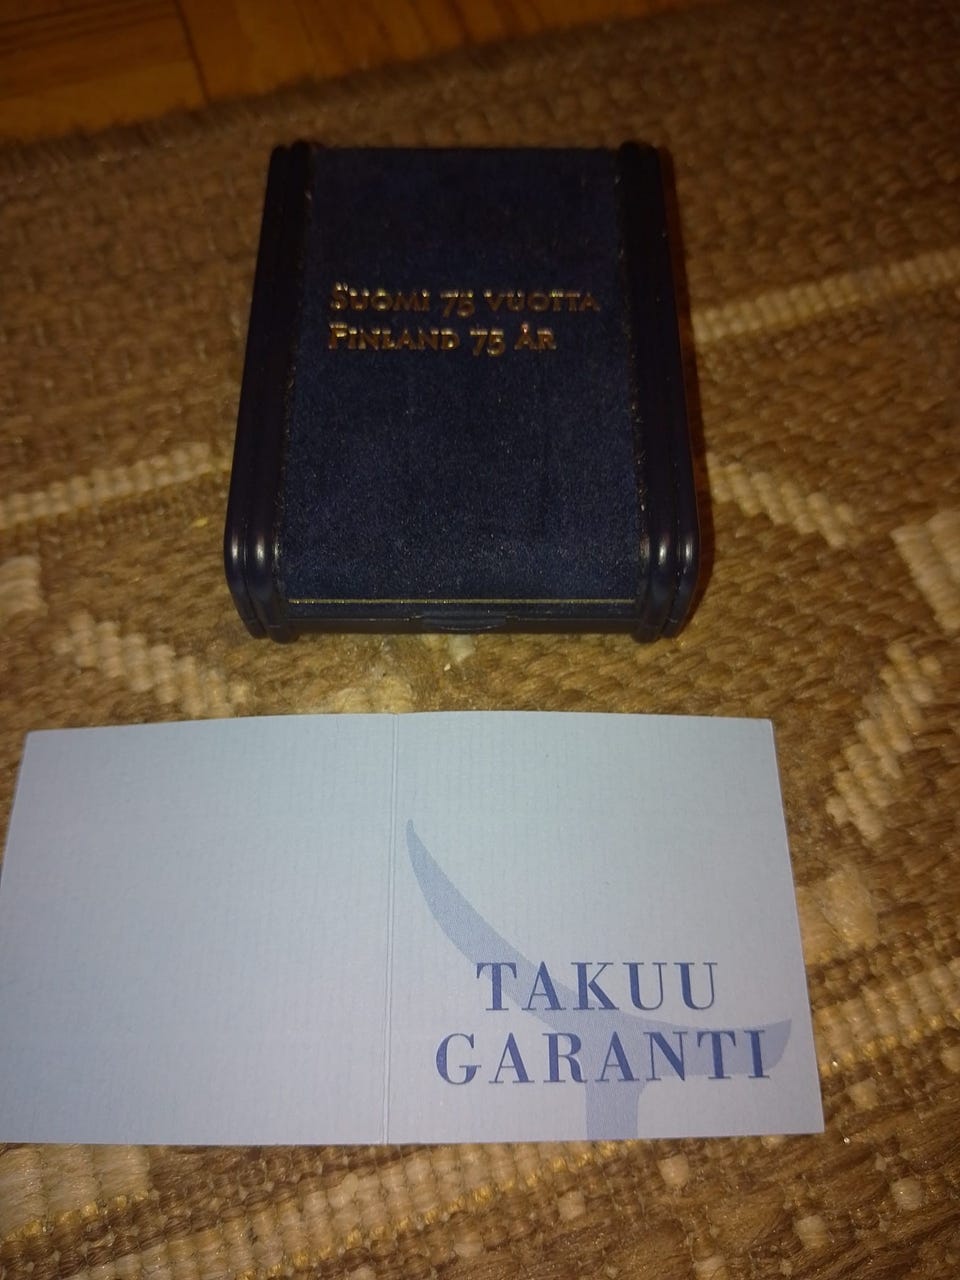 SUOMI 75 VUOTTA
FINLAND 75 ÅR
TAKUU
GARANTI